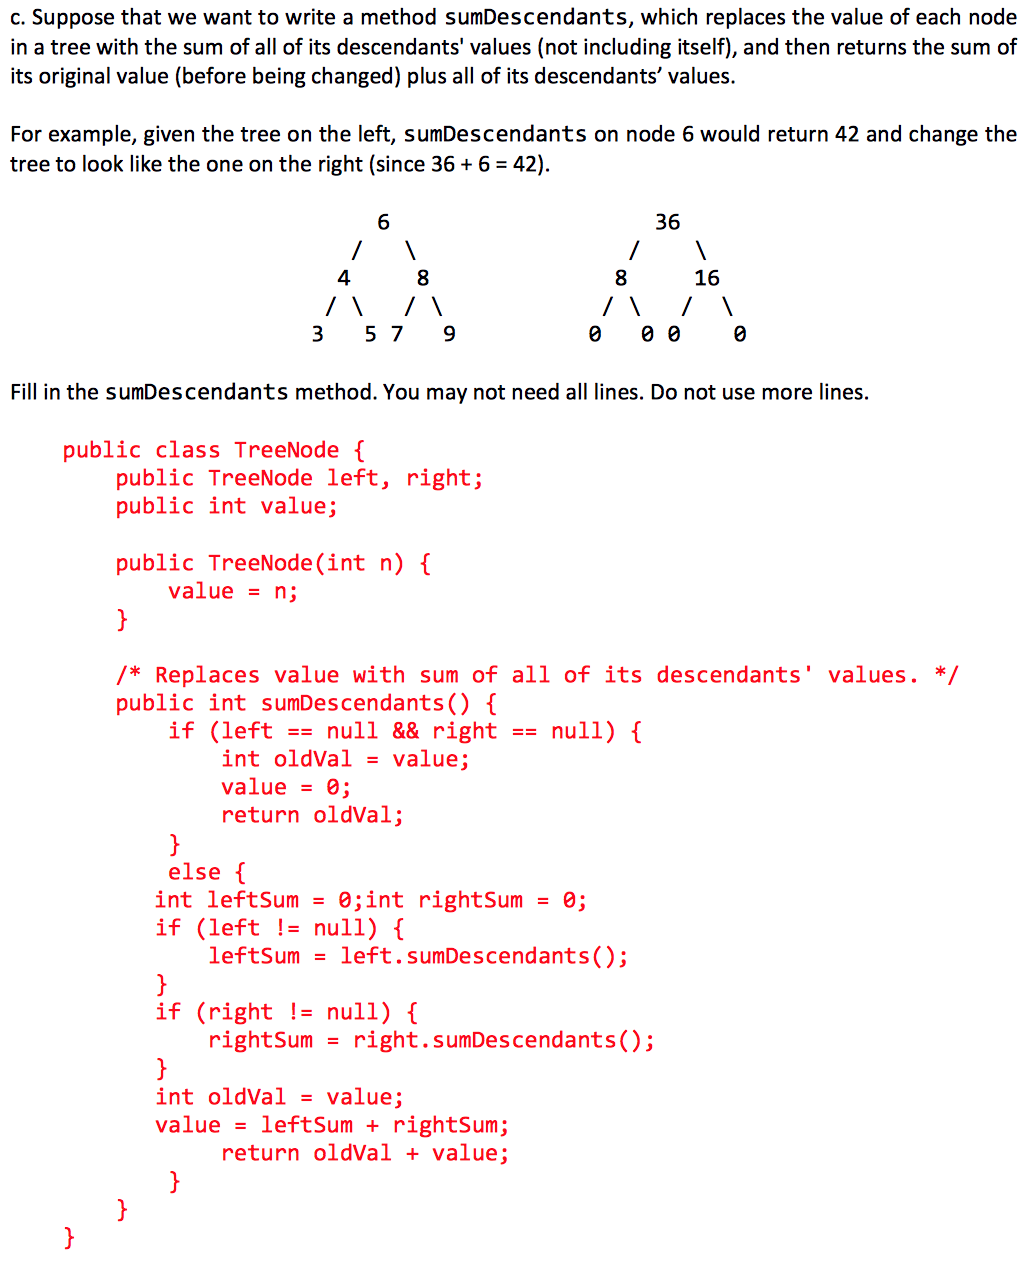 c. Suppose that we want to write a method sumDescendants, which replaces the value of each node
in a tree with the sum of all of its descendants' values (not including itself), and then returns the sum of
its original value (before being changed) plus all of its descendants’ values.
For example, given the tree on the left, sumDescendants on node 6 would return 42 and change the
tree to look like the one on the right (since 36 + 6 = 42).
6 36
/ \ / \
4 8 8 16
/ \ / \ / \ / \
3 5 7 9 0 0 0 0
Fill in the sumDescendants method. You may not need all lines. Do not use more lines.
public class TreeNode {
public TreeNode left, right;
public int value;
public TreeNode(int n) {
value = n;
}
/* Replaces value with sum of all of its descendants' values. */
public int sumDescendants() {
if (left == null && right == null) {
int oldVal = value;
value = 0;
return oldVal;
}
else {
int leftSum = 0;int rightSum = 0;
if (left != null) {
leftSum = left.sumDescendants();
}
if (right != null) {
rightSum = right.sumDescendants();
}
int oldVal = value;
value = leftSum + rightSum;
return oldVal + value;
}
}
}